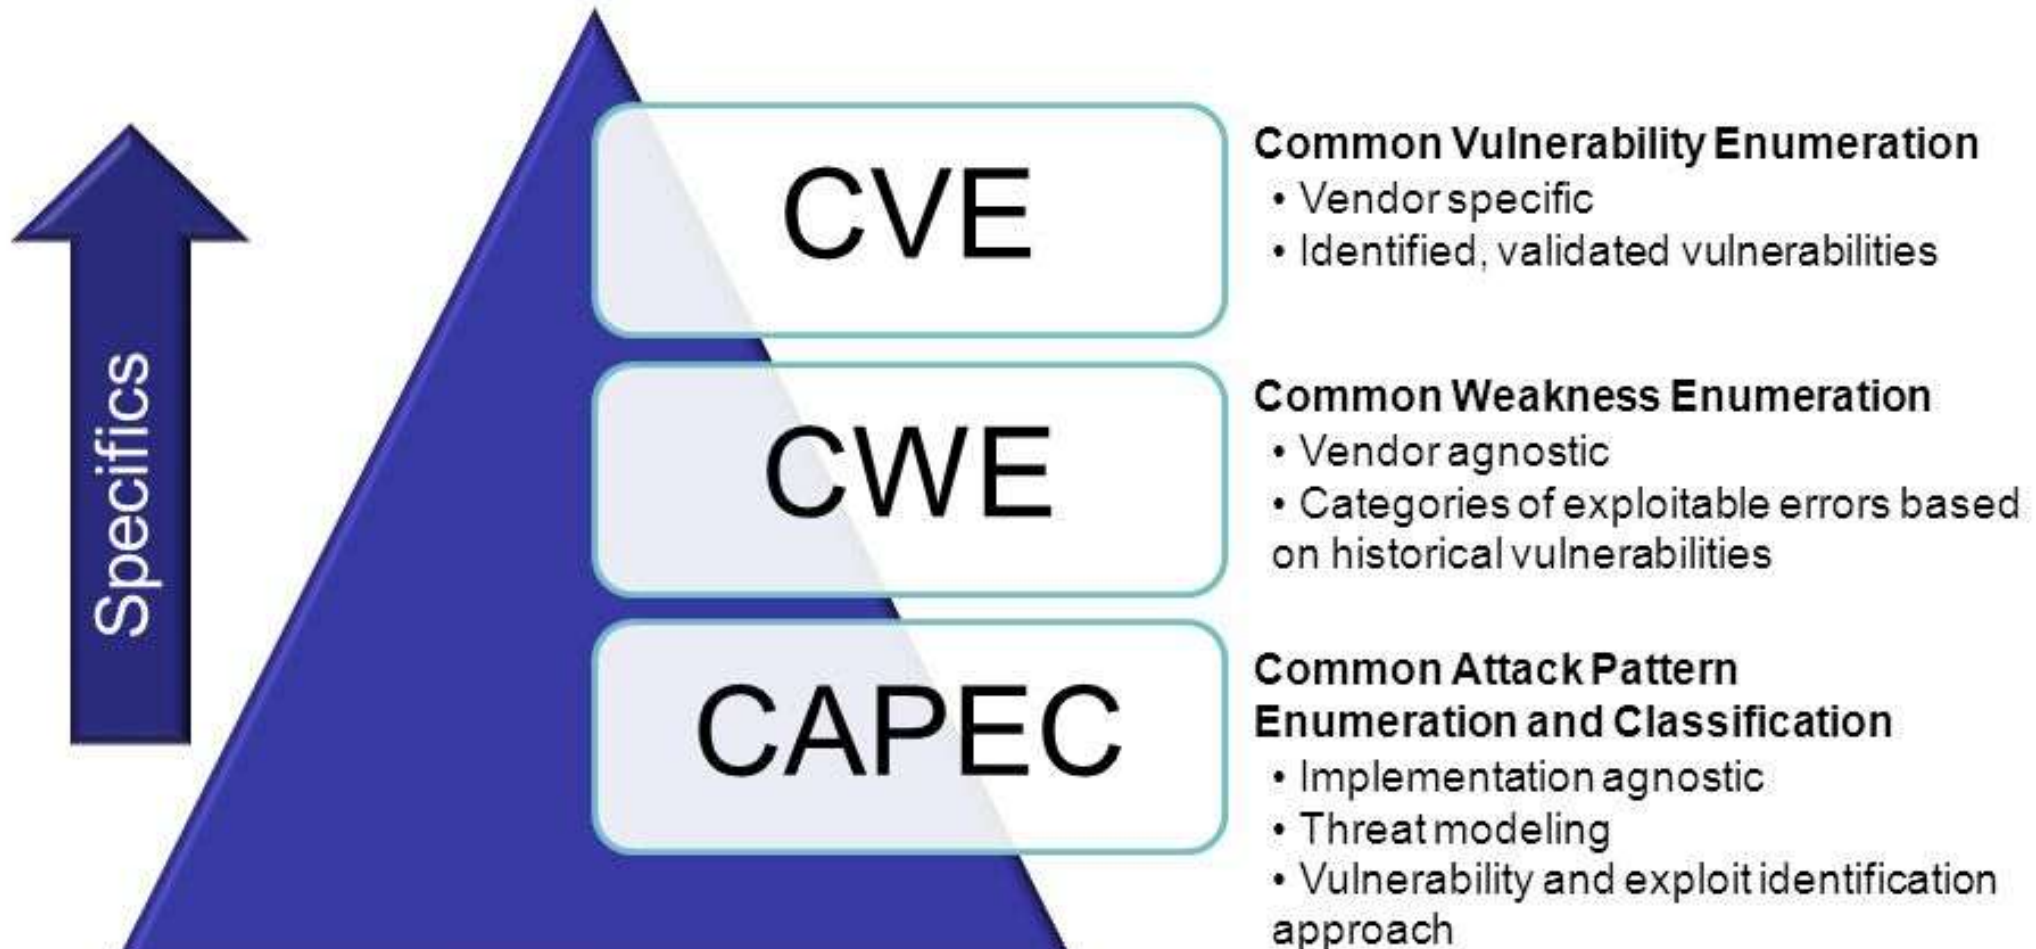 Specifics
CVE
Common Vulnerability Enumeration
• Vendor specific
• Identified, validated vulnerabilities
CWE
Common Weakness Enumeration
• Vendor agnostic
• Categories of exploitable errors based
on historical vulnerabilities
CAPEC
Common Attack Pattern
Enumeration and Classification
• Implementation agnostic
• Threat modeling
• Vulnerability and exploit identification
approach